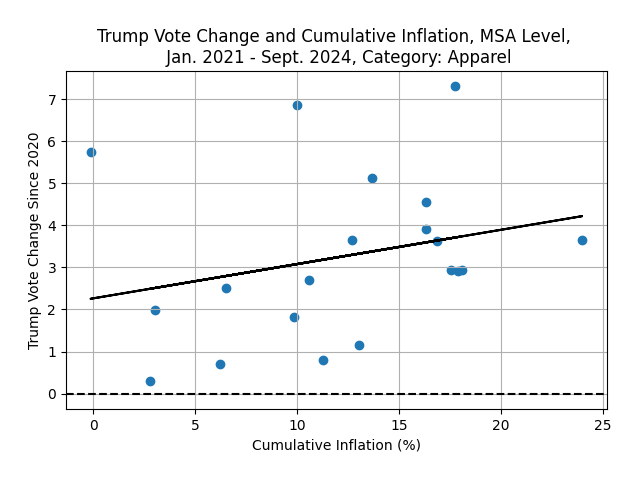 Trump Vote Change and Cumulative Inflation, MSA Level,
Jan. 2021 - Sept. 2024, Category: Apparel
Trump Vote Change Since 2020
7
6
5
4
3
2
1
0
0 5 10 15 20 25
Cumulative Inflation (%)